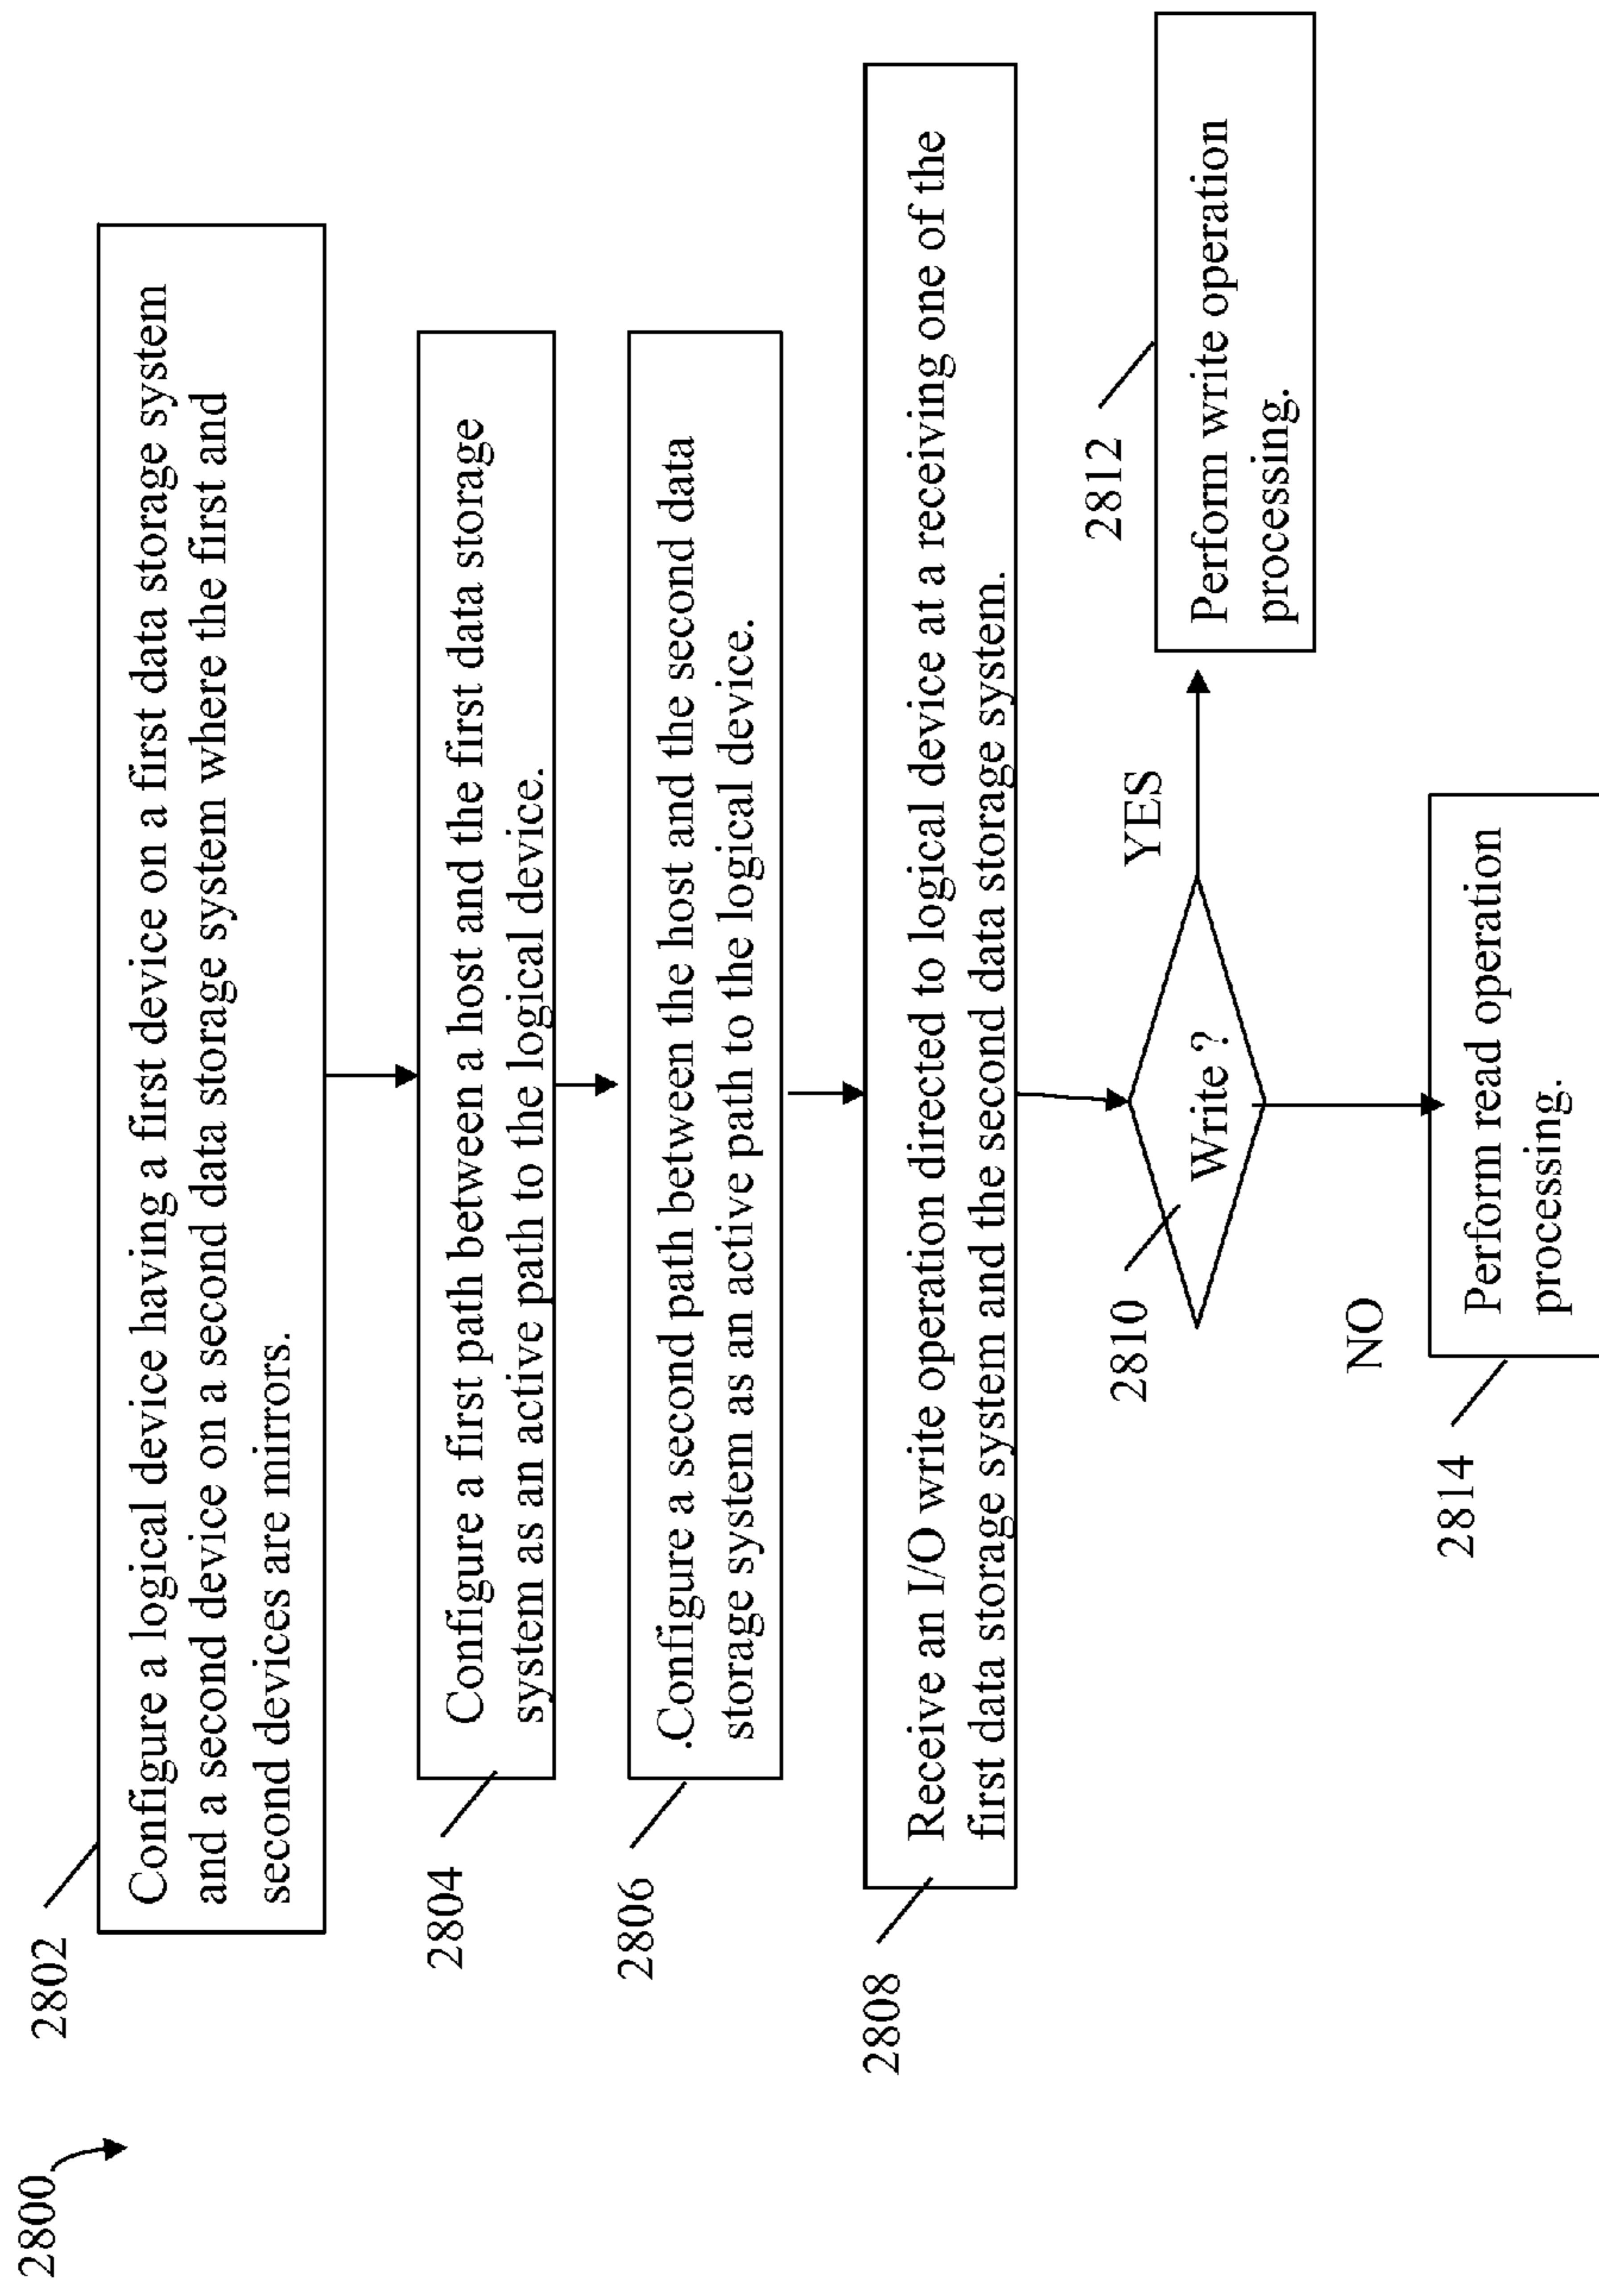 2800
2802
Configure a logical device having a first device on a first data storage system
and a second device on a second data storage system where the first and
second devices are mirrors.
2804
Configure a first path between a host and the first data storage
system as an active path to the logical device.
2806
.Configure a second path between the host and the second data
storage system as an active path to the logical device.
2808
Receive an I/O write operation directed to logical device at a receiving one of the
first data storage system and the second data storage system.
2810
Write ?
YES
2812
Perform write operation
processing.
NO
2814
Perform read operation
processing.